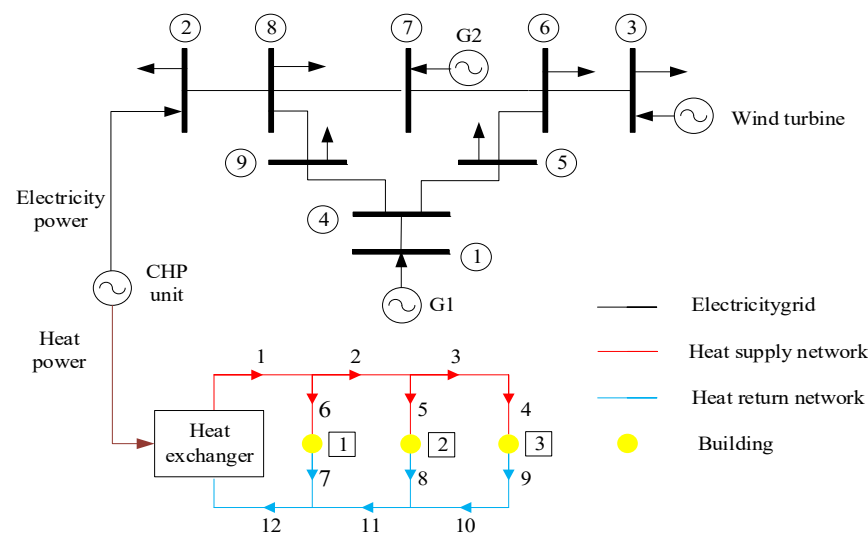 2
8
7
G2
6
3
Wind turbine
9
5
Electricity
power
4
1
CHP
unit
G1
Electricitygrid
Heat
power
1
2
3
Heat supply network
6
5
4
Heat return network
Heat
exchanger
1
2
3
Building
7
8
9
12
11
10